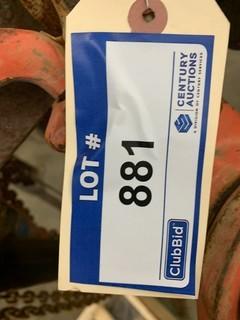 LOT #
881
CENTURY
AUCTIONS
A DIVISION OF CENTURY SERVICES
ClubBid